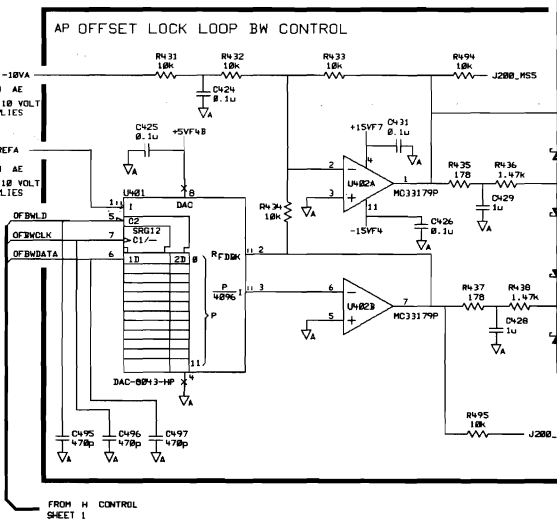 AP OFFSET LOCK LOOP BW CONTROL
R431
10k
R432
10k
R433
10k
R494
10k
-10VA
J200_MS5
AE
10 VOLT
LIES
C424
0.1u
A
C425
0.1u
+5VF4B
A
+15VF7
C431
0.1u
A
REFA
AE
10 VOLT
LIES
U401
8
DAC
4
2
3
A
U402A
1
MC33179P
11
-15VF4
C426
0.1u
A
R435
178
R436
1.47k
C429
1u
A
R434
10k
1
I
OFBWLD
5
C2
SRG12
OFBWCLK
7
C1/—
OFBWDATA
6
1D
2D
0
P
11
RFDBK
2
P
4096
I
3
6
5
A
U402B
7
MC33179P
R437
178
R438
1.47k
C428
1u
A
DAC-8043-HP
4
A
R495
10k
J200_
C495
470p
A
C496
470p
A
C497
470p
A
FROM H CONTROL
SHEET 1